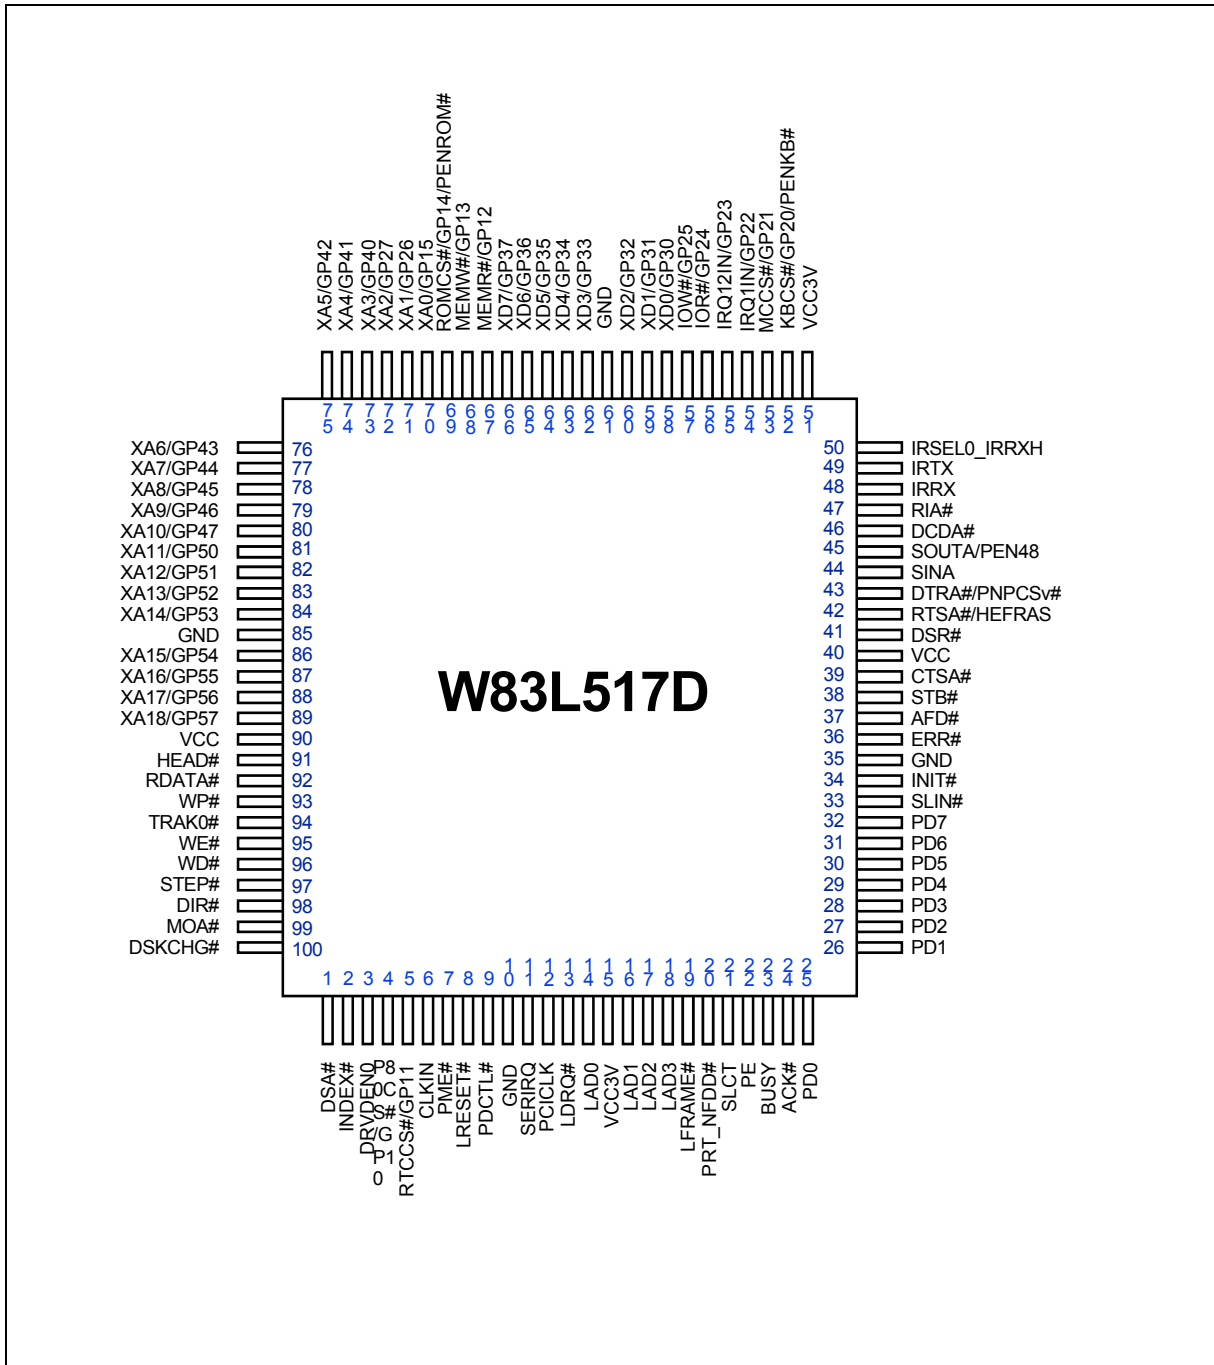 XA5/GP42
XA4/GP41
XA3/GP40
XA2/GP27
XA1/GP26
XA0/GP15
ROMCS#/GP14/PENROM#
MEMW#/GP13
MEMR#/GP12
XD7/GP37
XD6/GP36
XD5/GP35
XD4/GP34
XD3/GP33
GND
XD2/GP32
XD1/GP31
XD0/GP30
IOW#/GP25
IOR#/GP24
IRQ12IN/GP23
IRQ1IN/GP22
MCCS#/GP21
KBCS#/GP20/PENKB#
VCC3V
75 74 73 72 71 70 69 68 67 66 65 64 63 62 61 60 59 58 57 56 55 54 53 52 51
XA6/GP43 76
XA7/GP44 77
XA8/GP45 78
XA9/GP46 79
XA10/GP47 80
XA11/GP50 81
XA12/GP51 82
XA13/GP52 83
XA14/GP53 84
GND 85
XA15/GP54 86
XA16/GP55 87
XA17/GP56 88
XA18/GP57 89
VCC 90
HEAD# 91
RDATA# 92
WP# 93
TRAK0# 94
WE# 95
WD# 96
STEP# 97
DIR# 98
MOA# 99
DSKCHG# 100
W83L517D
50 IRSEL0_IRRXH
49 IRTX
48 IRRX
47 RIA#
46 DCDA#
45 SOUTA/PEN48
44 SINA
43 DTRA#/PNPCSv#
42 RTSA#/HEFRAS
41 DSR#
40 VCC
39 CTSA#
38 STB#
37 AFD#
36 ERR#
35 GND
34 INIT#
33 SLIN#
32 PD7
31 PD6
30 PD5
29 PD4
28 PD3
27 PD2
26 PD1
1 2 3 4 5 6 7 8 9 10 11 12 13 14 15 16 17 18 19 20 21 22 23 24 25
DSA#
INDEX#
DRVDEN0
P80CS#/GP10
RTCCS#/GP11
CLKIN
PME#
LRESET#
PDCTL#
GND
SERIRQ
PCICLK
LDRQ#
LAD0
VCC3V
LAD1
LAD2
LAD3
LFRAME#
PRT_NFDD#
SLCT
PE
BUSY
ACK#
PD0